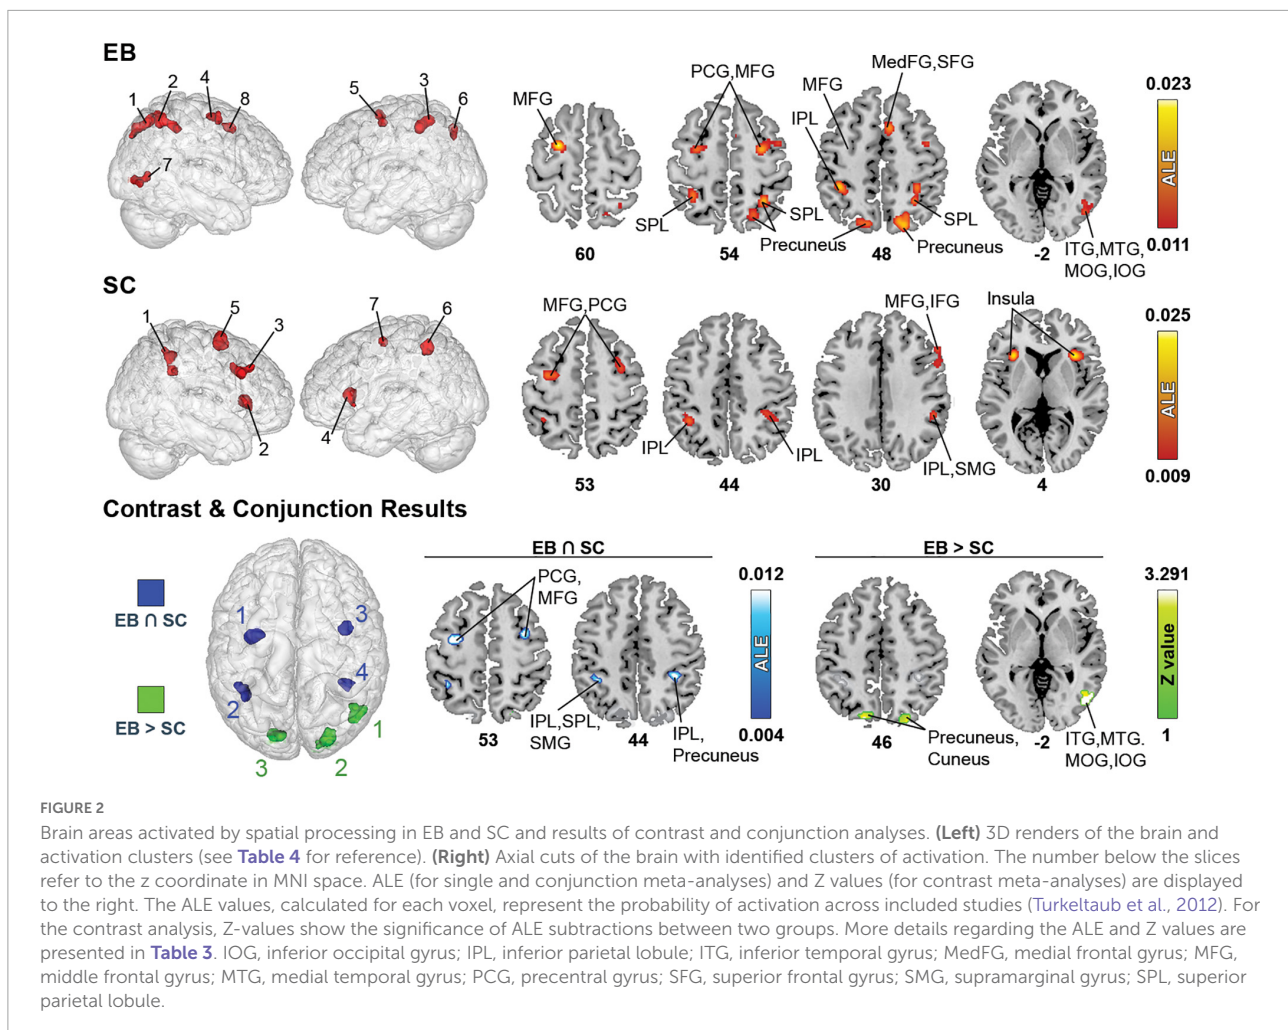 EB
1
2
4
8
7
5
3
6
MFG
PCG,MFG
SPL
SPL
Precuneus
MedFG,SFG
MFG
IPL
SPL
Precuneus
ITG,MTG,
MOG,IOG
60
54
48
-2
0.023
ALE
0.011
SC
1
5
3
2
7
6
4
MFG,PCG
IPL
IPL
MFG,IFG
IPL,SMG
Insula
53
44
30
4
0.025
ALE
0.009
Contrast & Conjunction Results
EB ∩ SC
EB > SC
1
3
2
4
1
3
2
EB ∩ SC
PCG,
MFG
IPL,SPL,
SMG
IPL,
Precuneus
53
44
0.012
ALE
0.004
EB > SC
Precuneus,
Cuneus
ITG,MTG.
MOG,IOG
46
-2
3.291
Z value
1
FIGURE 2
Brain areas activated by spatial processing in EB and SC and results of contrast and conjunction analyses. (Left) 3D renders of the brain and
activation clusters (see Table 4 for reference). (Right) Axial cuts of the brain with identified clusters of activation. The number below the slices
refer to the z coordinate in MNI space. ALE (for single and conjunction meta-analyses) and Z values (for contrast meta-analyses) are displayed
to the right. The ALE values, calculated for each voxel, represent the probability of activation across included studies (Turkeltaub et al., 2012). For
the contrast analysis, Z-values show the significance of ALE subtractions between two groups. More details regarding the ALE and Z values are
presented in Table 3. IOG, inferior occipital gyrus; IPL, inferior parietal lobule; ITG, inferior temporal gyrus; MedFG, medial frontal gyrus; MFG,
middle frontal gyrus; MTG, medial temporal gyrus; PCG, precentral gyrus; SFG, superior frontal gyrus; SMG, supramarginal gyrus; SPL, superior
parietal lobule.